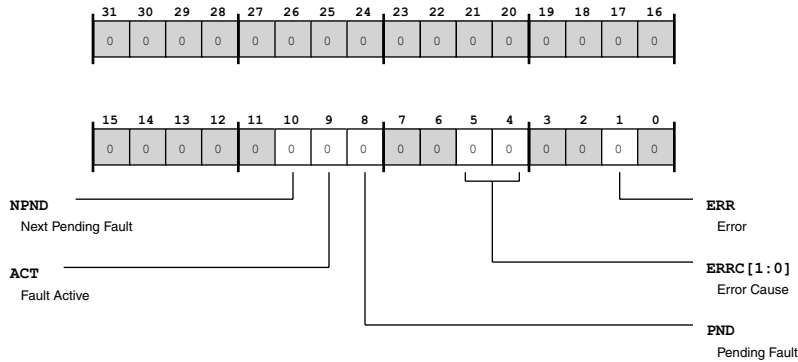 31 30 29 28 27 26 25 24 23 22 21 20 19 18 17 16
0 0 0 0 0 0 0 0 0 0 0 0 0 0 0 0
15 14 13 12 11 10 9 8 7 6 5 4 3 2 1 0
0 0 0 0 0 0 0 0 0 0 0 0 0 0 0 0
NPND
Next Pending Fault
ERR
Error
ACT
Fault Active
ERRC[1:0]
Error Cause
PND
Pending Fault